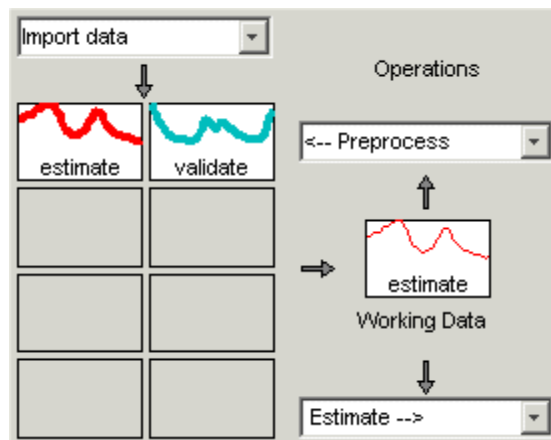 Import data
Operations
estimate
validate
<-- Preprocess
estimate
Working Data
Estimate -->